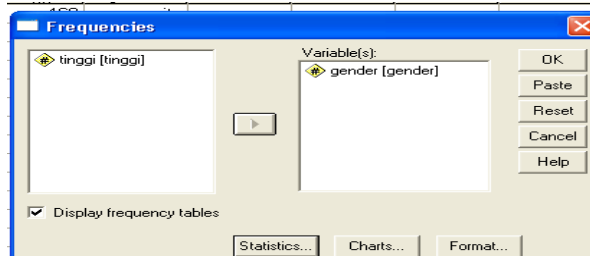 Frequencies
tinggi [tinggi]
Variable(s):
gender [gender]
OK
Paste
Reset
Cancel
Help
Display frequency tables
Statistics...
Charts...
Format...